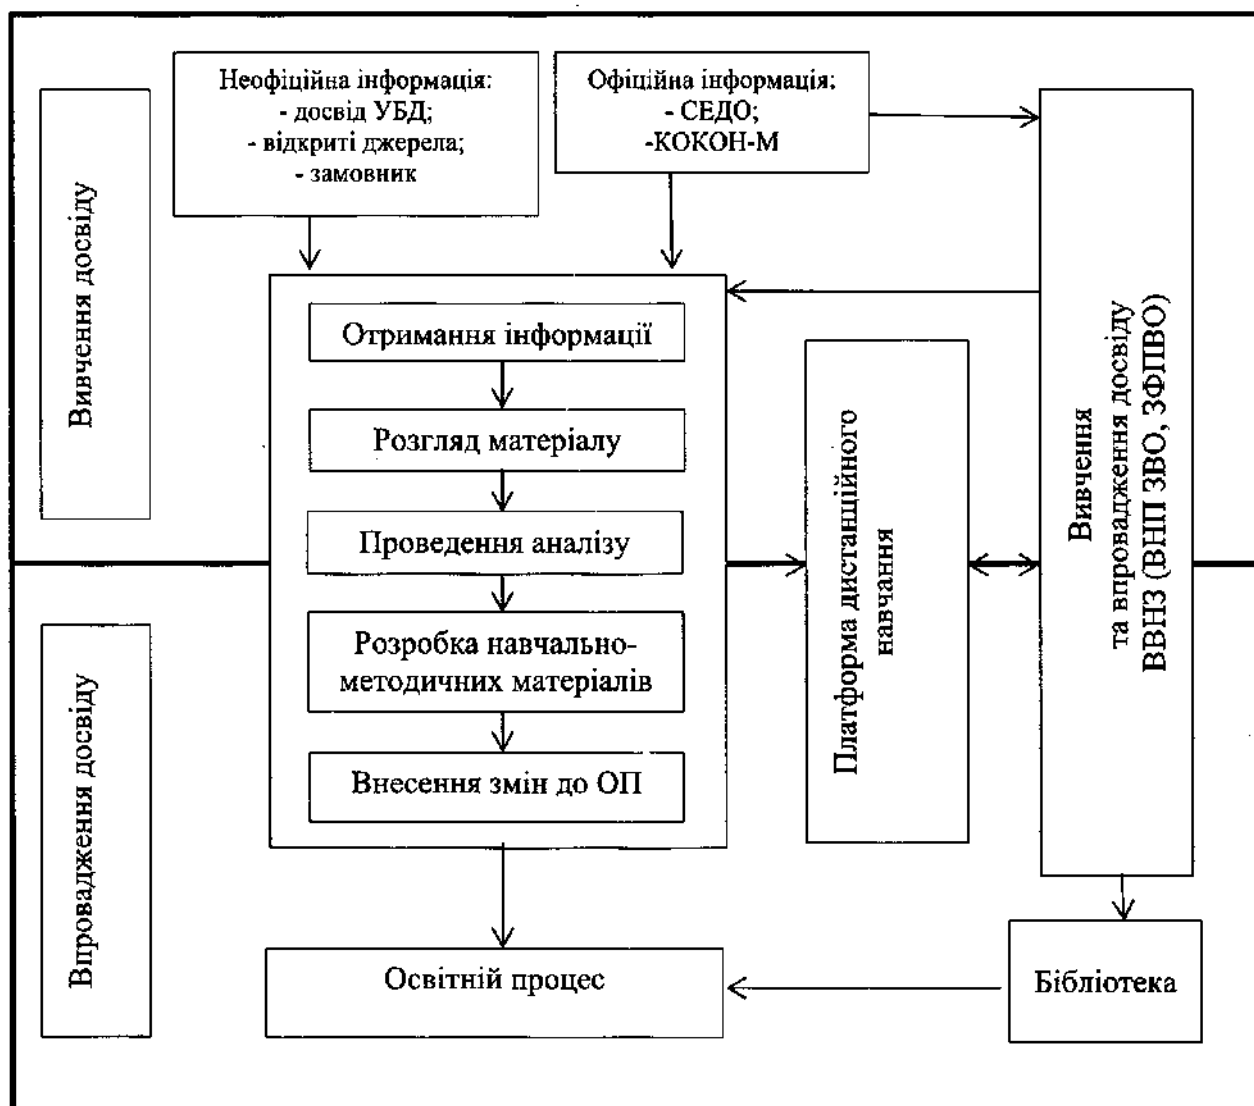 Неофіційна інформація:
- досвід УБД;
- відкриті джерела;
- замовник
Офіційна інформація:
- СЕДО;
-КОКОН-М
Вивчення досвіду
Отримання інформації
Розгляд матеріалу
Проведення аналізу
Розробка навчально-
методичних матеріалів
Внесення змін до ОП
Платформа дистанційного
навчання
Вивчення
та впровадження досвіду
ВВНЗ (ВНП ЗВО, ЗФПВО)
Впровадження досвіду
Освітній процес
Бібліотека